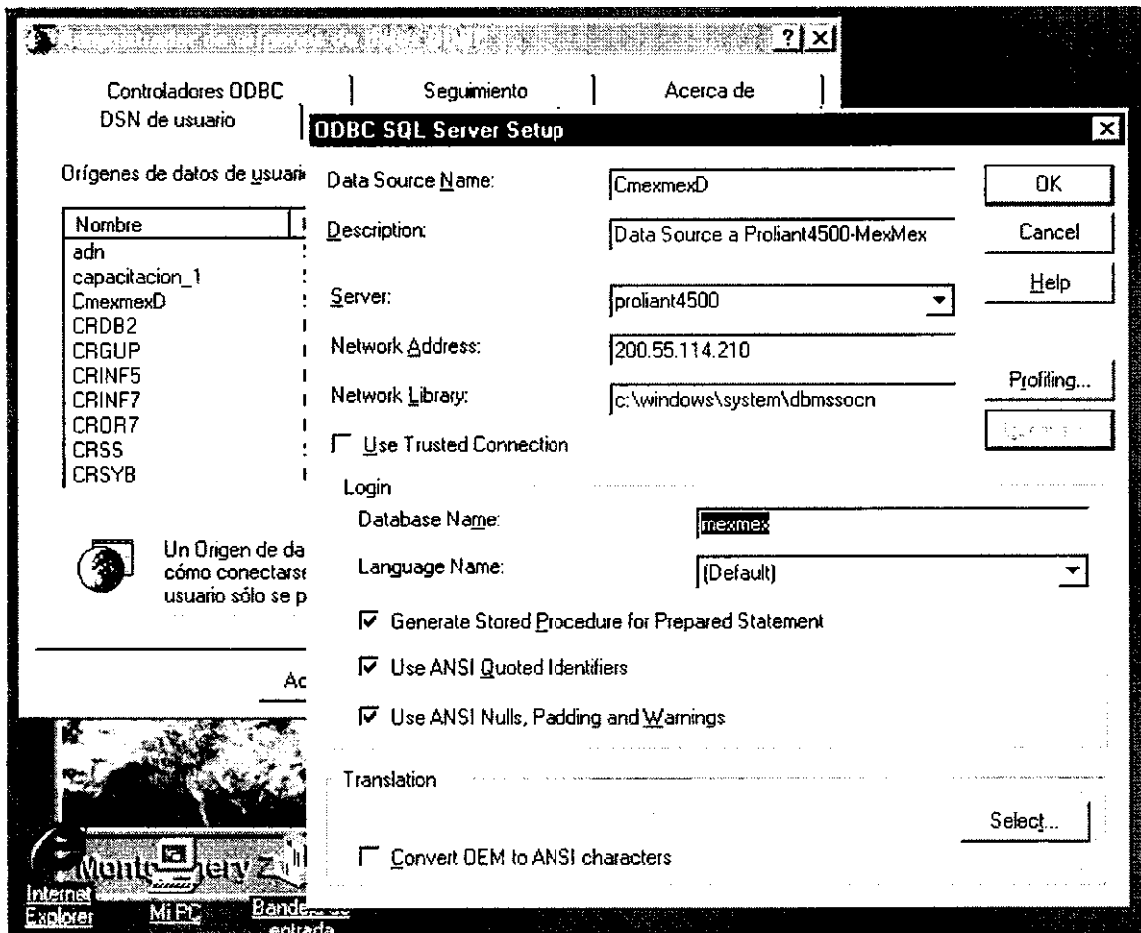 Controladores ODBC
Seguimiento
Acerca de
DSN de usuario
Orígenes de datos de usuari
Nombre
adn
capacitacion_1
CmexmexD
CRDB2
CRGUP
CRINF5
CRINF7
CROR7
CRSS
CRSYB
Un Origen de da
cómo conectarse
usuario sólo se p
Ac
ODBC SQL Server Setup
Data Source Name:
CmexmexD
OK
Description:
Data Source a Proliant4500-MexMex
Cancel
Help
Server:
proliant4500
Network Address:
200.55.114.210
Profiling...
Network Library:
c:\windows\system\dbmssocn
Use Trusted Connection
Login
Database Name:
mexmex
Language Name:
(Default)
Generate Stored Procedure for Prepared Statement
Use ANSI Quoted Identifiers
Use ANSI Nulls, Padding and Warnings
Translation
Select...
Convert OEM to ANSI characters
Internet
Explorer
Mi PC
entrada